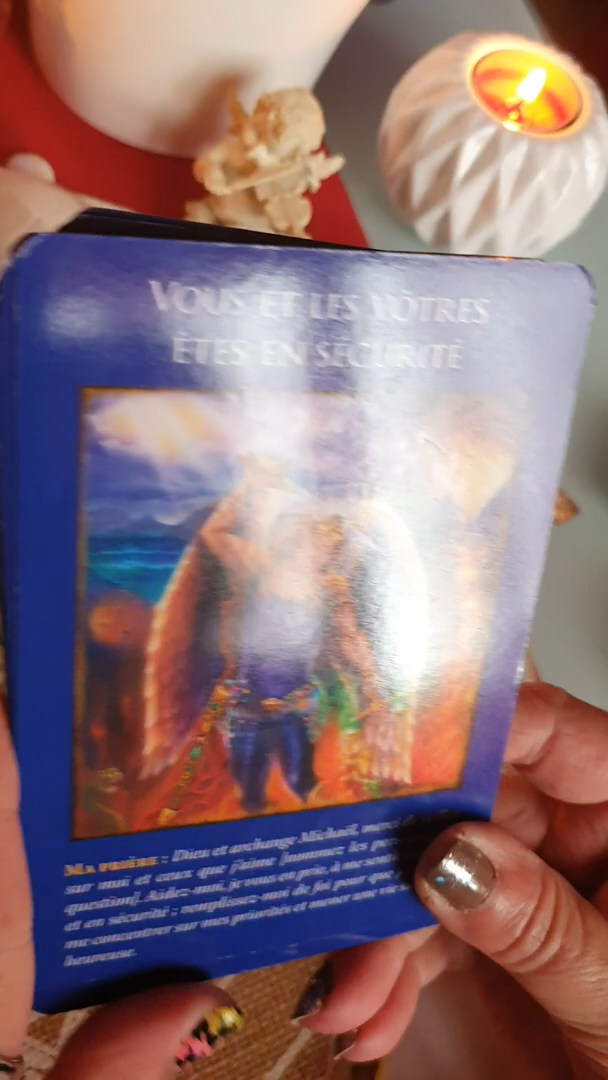 VOUS ET LES VÔTRES
ÊTES EN SÉCURITÉ
MA PRIÈRE : Dieu et archange Michaël, merci
sur moi et ceux que j'aime [nommez les
question]. Aidez-moi, je vous en prie, à me
et en sécurité ; remplissez-moi de foi pour que
me concentrer sur mes priorités et mener une vie
heureuse.